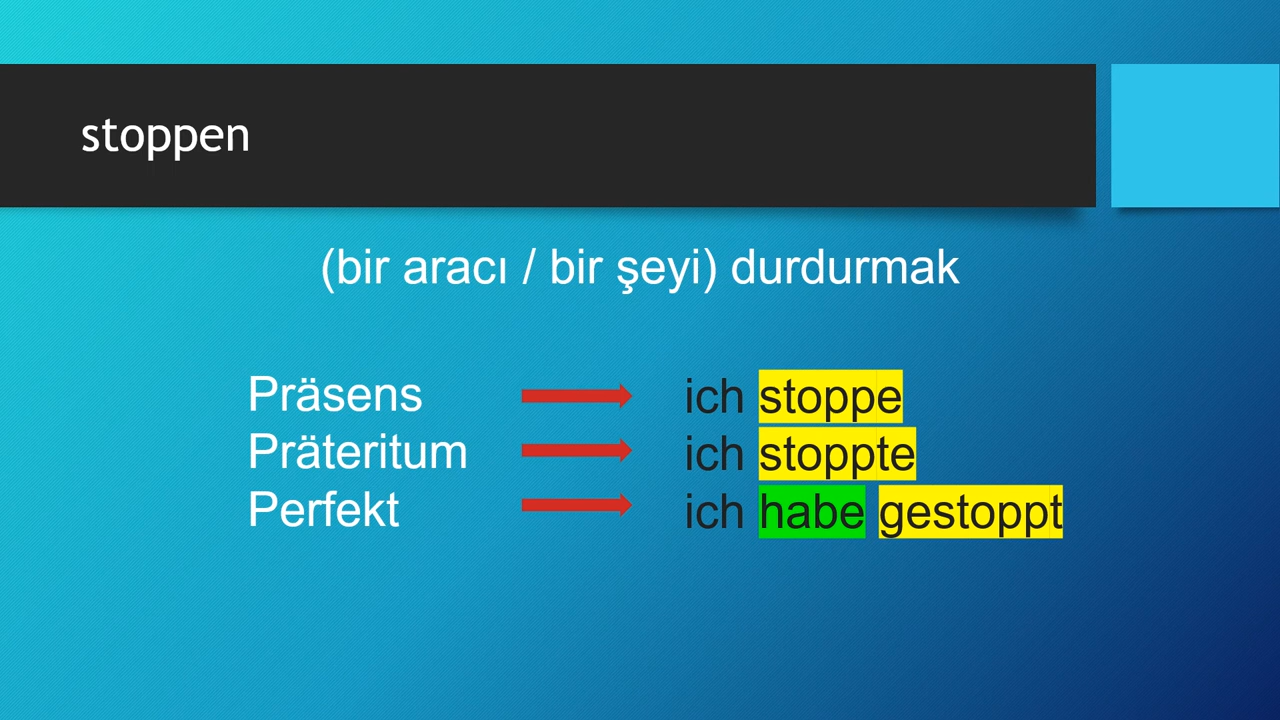 stoppen
(bir aracı / bir şeyi) durdurmak
Präsens ich stoppe
Präteritum ich stoppte
Perfekt ich habe gestoppt